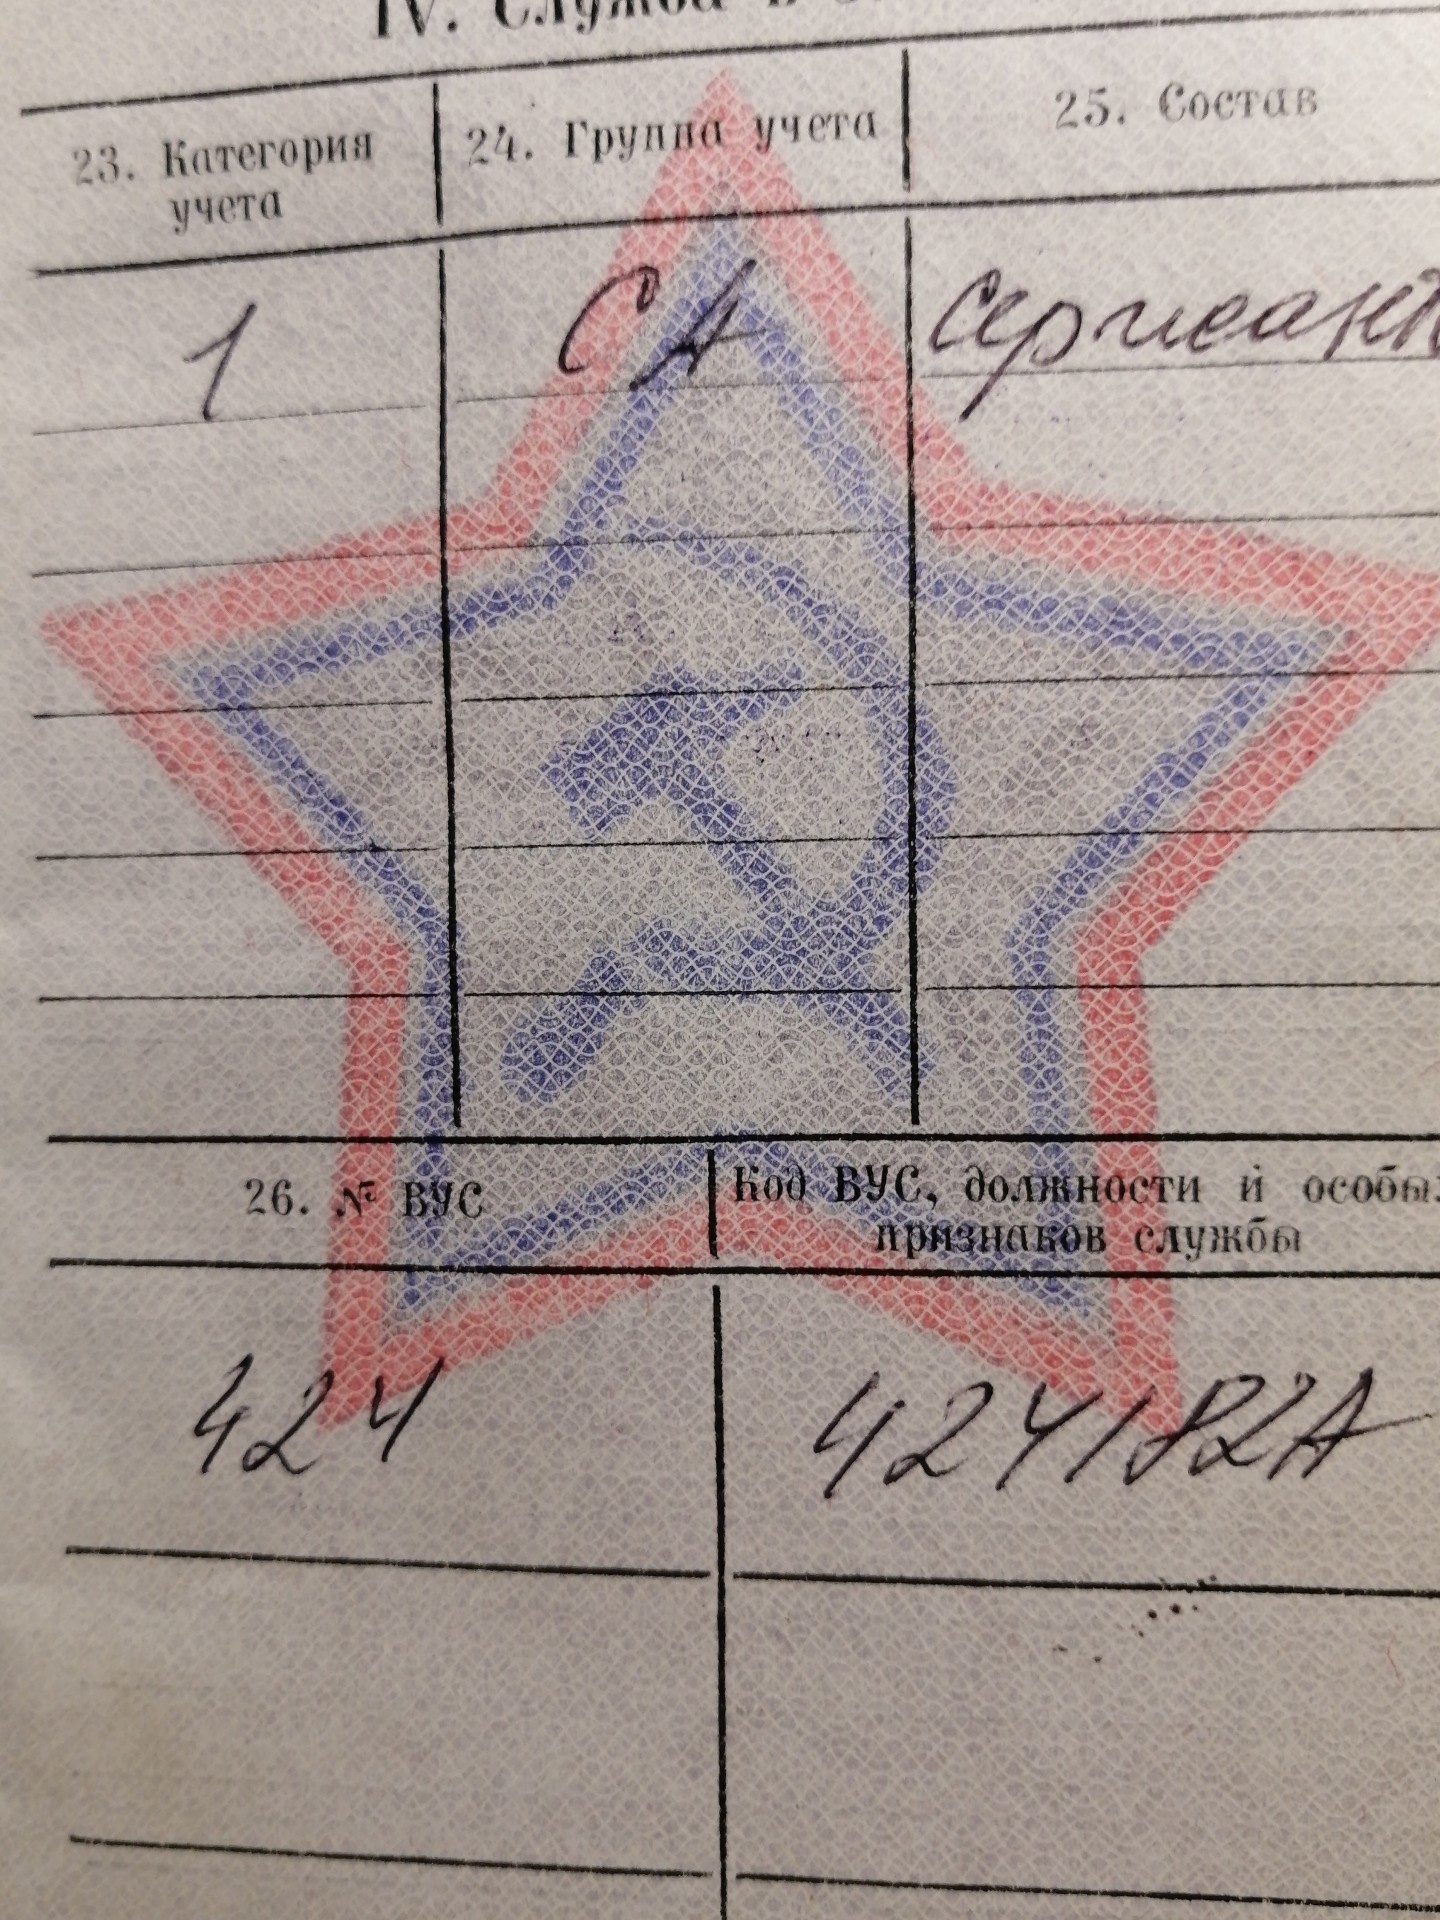 IV. Служба в
23. Категория учета
24. Группа учета
25. Состав
1
СА
сержант
26. № ВУС
Код ВУС, должности и особы
признаков службы
424
424182А